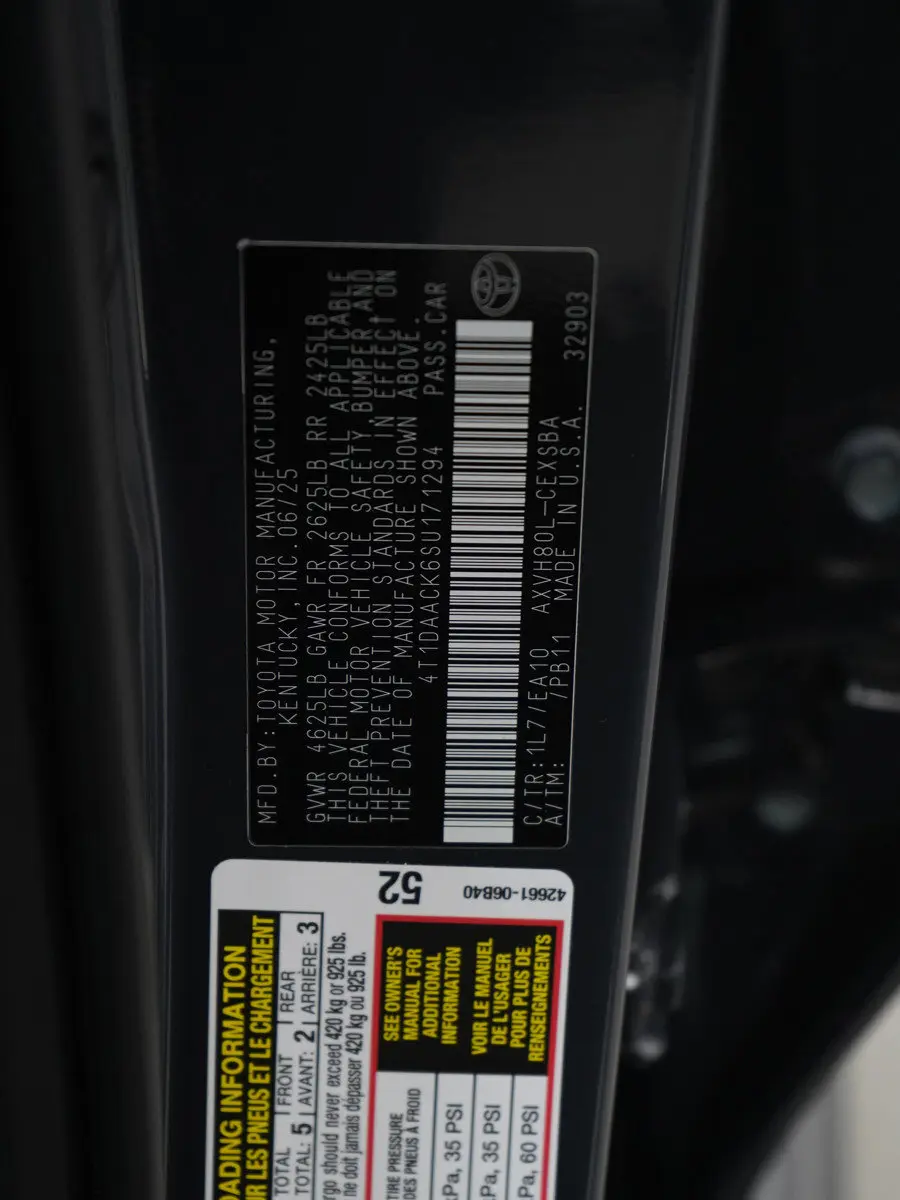 MFD.BY:TOYOTA MOTOR MANUFACTURING,
KENTUCKY,INC.06/25
GVWR 4625LB GAWR FR 2625LB RR 2425LB
THIS VEHICLE CONFORMS TO ALL APPLICABLE
FEDERAL MOTOR VEHICLE SAFETY,BUMPER,AND
THEFT PREVENTION STANDARDS IN EFFECT ON
THE DATE OF MANUFACTURE SHOWN ABOVE.
4T1DAACK6SU171294 PASS.CAR
C/TR:1L7/EA10 AXVH80L-CEXSBA
A/TM: /PB11 MADE IN U.S.A. 32903
52
42661-06B40
OADING INFORMATION
UR LES PNEUS ET LE CHARGEMENT
TOTAL FRONT REAR
TOTAL: 5 AVANT: 2 ARRIÈRE: 3
rgo should never exceed 420 kg or 925 lbs.
ne doit jamais dépasser 420 kg ou 925 lb.
TIRE PRESSURE
DES PNEUS À FROID
kPa, 35 PSI
kPa, 35 PSI
Pa, 60 PSI
SEE OWNER'S
MANUAL FOR
ADDITIONAL
INFORMATION
VOIR LE MANUEL
DE L'USAGER
POUR PLUS DE
RENSEIGNEMENTS